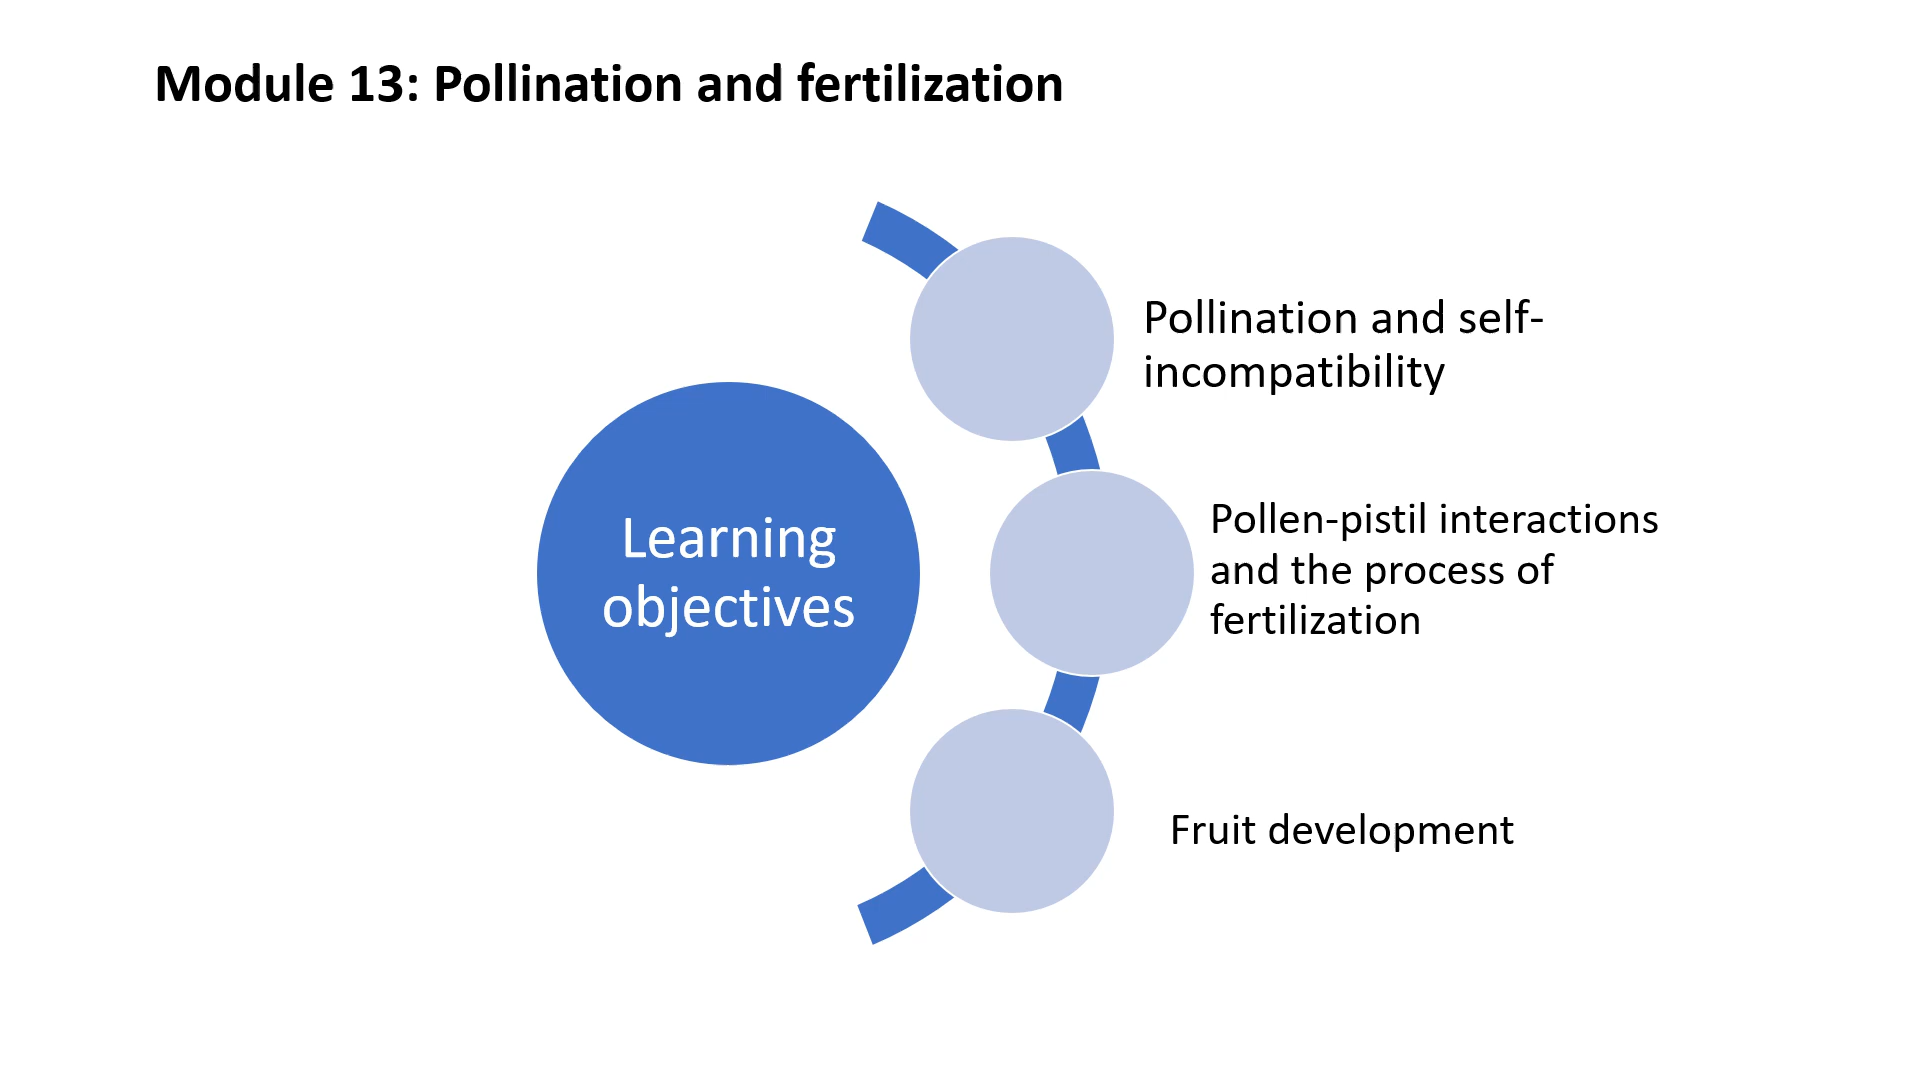 Module 13: Pollination and fertilization
Learning
objectives
Pollination and self-
incompatibility
Pollen-pistil interactions
and the process of
fertilization
Fruit development